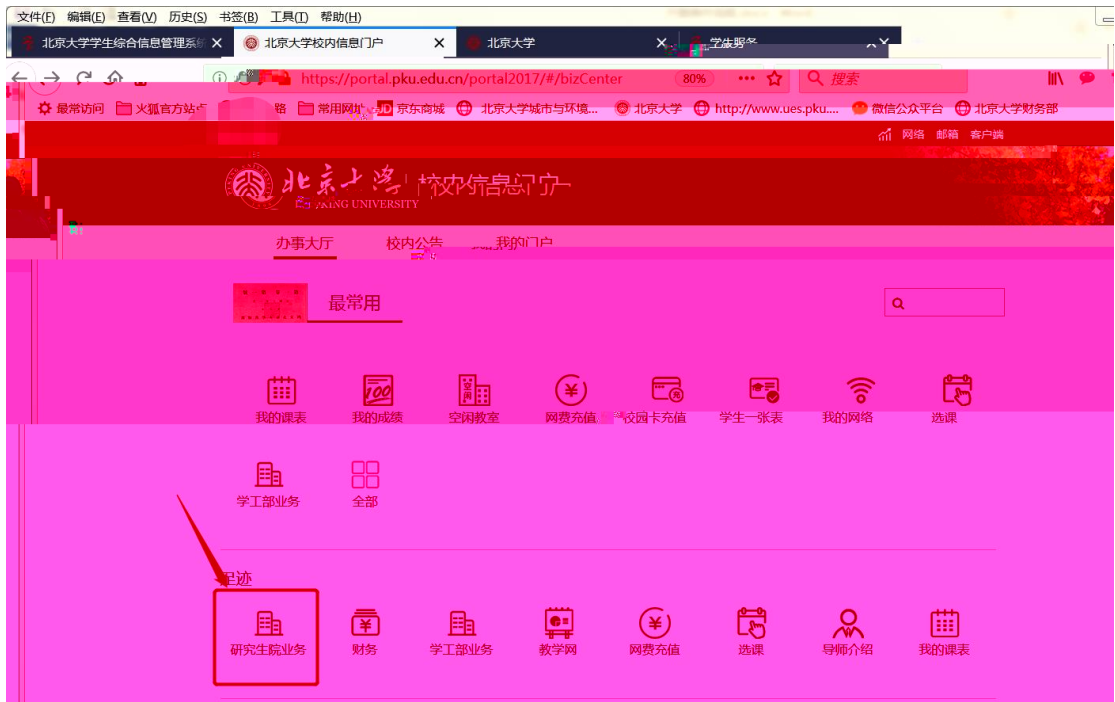 文件(F) 编辑(E) 查看(V) 历史(S) 书签(B) 工具(T) 帮助(H)
北京大学学生综合信息管理系统 北京大学校内信息门户 北京大学
https://portal.pku.edu.cn/portal2017/#/bizCenter 80% 搜索
最常访问 火狐官方站点 常用网址 JD 京东商城 北京大学城市与环境... 北京大学 http://www.ues.pku.... 微信公众平台 北京大学财务部
网络 邮箱 客户端
北京大学 校内信息门户
PEKING UNIVERSITY
办事大厅 校内公告 我的门户
最常用
我的课表 我的成绩 空闲教室 网费充值 校园卡充值 学生一张表 我的网络 选课
学工部业务 全部
足迹
研究生院业务 财务 学工部业务 教学网 网费充值 选课 导师介绍 我的课表